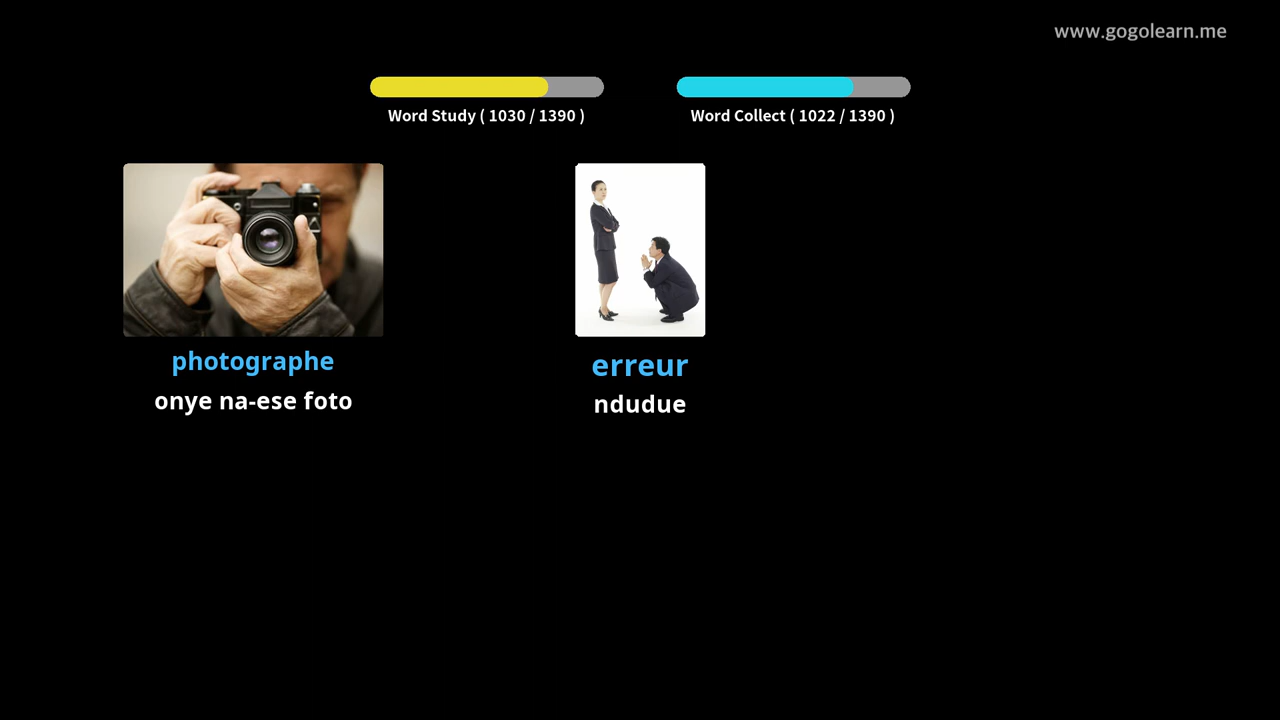 www.gogolearn.me
Word Study ( 1030 / 1390 )
Word Collect ( 1022 / 1390 )
photographe
onye na-ese foto
erreur
ndudue